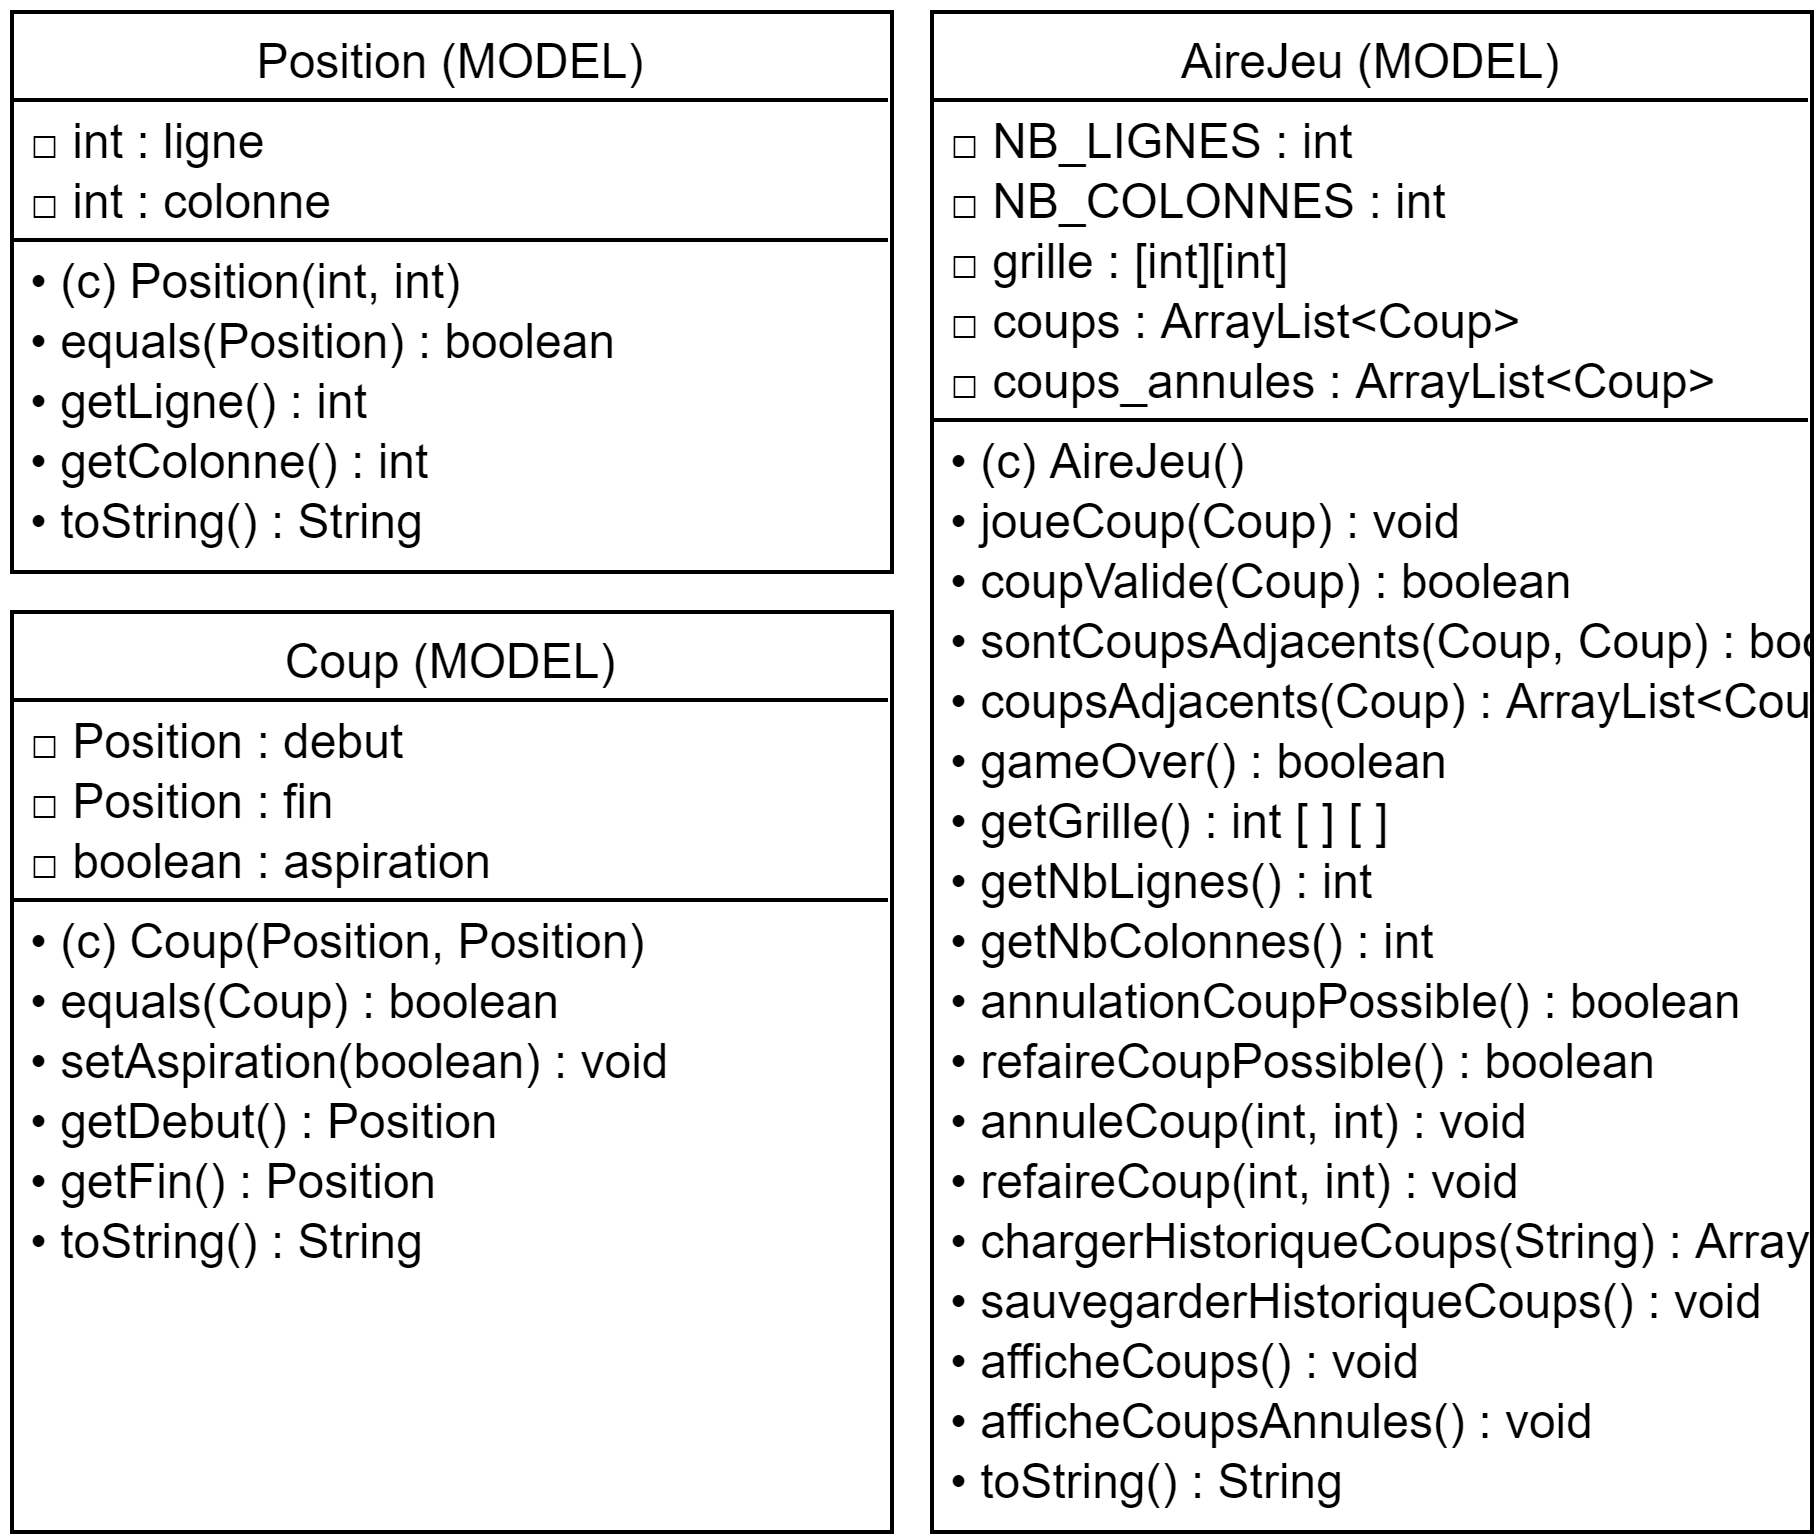 Position (MODEL)
□ int : ligne
□ int : colonne
• (c) Position(int, int)
• equals(Position) : boolean
• getLigne() : int
• getColonne() : int
• toString() : String
Coup (MODEL)
□ Position : debut
□ Position : fin
□ boolean : aspiration
• (c) Coup(Position, Position)
• equals(Coup) : boolean
• setAspiration(boolean) : void
• getDebut() : Position
• getFin() : Position
• toString() : String
AireJeu (MODEL)
□ NB_LIGNES : int
□ NB_COLONNES : int
□ grille : [int][int]
□ coups : ArrayList<Coup>
□ coups_annules : ArrayList<Coup>
• (c) AireJeu()
• joueCoup(Coup) : void
• coupValide(Coup) : boolean
• sontCoupsAdjacents(Coup, Coup) : boo
• coupsAdjacents(Coup) : ArrayList<Cou
• gameOver() : boolean
• getGrille() : int [ ] [ ]
• getNbLignes() : int
• getNbColonnes() : int
• annulationCoupPossible() : boolean
• refaireCoupPossible() : boolean
• annuleCoup(int, int) : void
• refaireCoup(int, int) : void
• chargerHistoriqueCoups(String) : Array
• sauvegarderHistoriqueCoups() : void
• afficheCoups() : void
• afficheCoupsAnnules() : void
• toString() : String